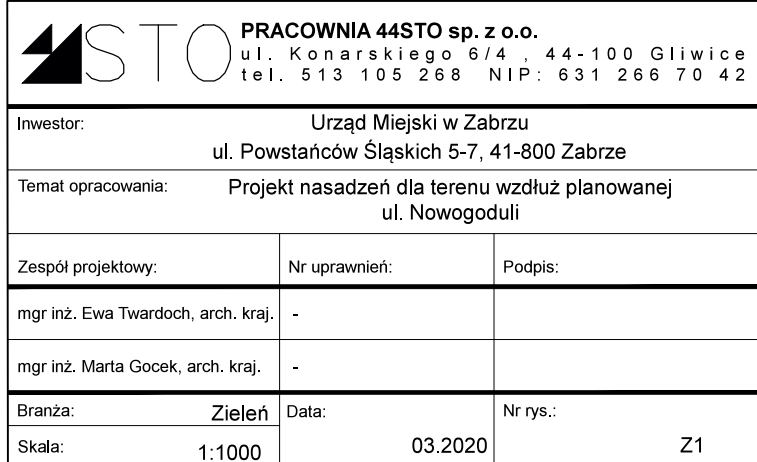 STO
PRACOWNIA 44STO sp. z o.o.
ul. Konarskiego 6/4 , 44-100 Gliwice
tel. 513 105 268 NIP: 631 266 70 42
Inwestor: Urząd Miejski w Zabrzu
ul. Powstańców Śląskich 5-7, 41-800 Zabrze
Temat opracowania: Projekt nasadzeń dla terenu wzdłuż planowanej
ul. Nowogoduli
Zespół projektowy: Nr uprawnień: Podpis:
mgr inż. Ewa Twardoch, arch. kraj. -
mgr inż. Marta Gocek, arch. kraj. -
Branża: Zieleń Data: Nr rys.:
Skala: 1:1000 03.2020 Z1